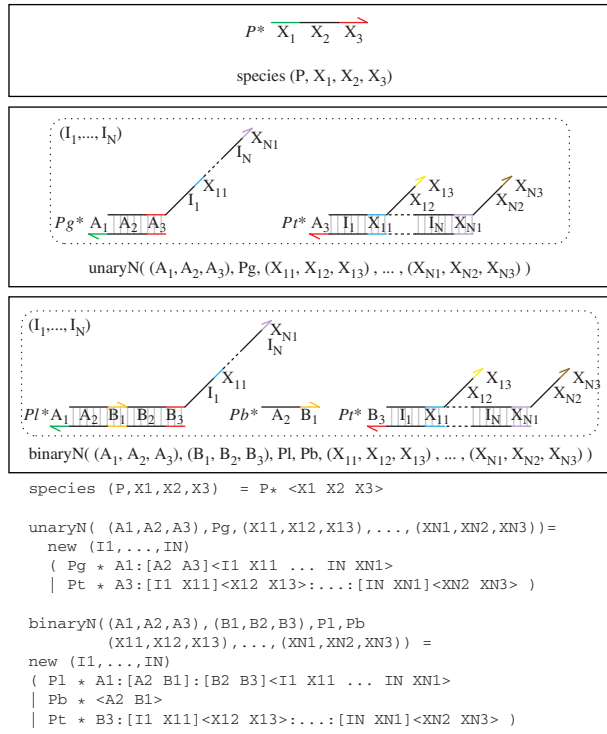 P* X1 X2 X3
species (P, X1, X2, X3)
(I1,...,IN)
XN1
IN
X11
I1
X13
X12
XN3
XN2
Pg* A1 A2 A3
Pt* A3 I1 X11 IN XN1
unaryN( (A1, A2, A3), Pg, (X11, X12, X13) , ... , (XN1, XN2, XN3) )
(I1,...,IN)
XN1
IN
X11
I1
X13
X12
XN3
XN2
Pl* A1 A2 B1 B2 B3
Pb* A2 B1
Pt* B3 I1 X11 IN XN1
binaryN( (A1, A2, A3), (B1, B2, B3), Pl, Pb, (X11, X12, X13) , ... , (XN1, XN2, XN3) )
species (P,X1,X2,X3) = P* <X1 X2 X3>
unaryN( (A1,A2,A3),Pg,(X11,X12,X13),...,(XN1,XN2,XN3))=
new (I1,...,IN)
( Pg * A1:[A2 A3]<I1 X11 ... IN XN1>
| Pt * A3:[I1 X11]<X12 X13>:...:[IN XN1]<XN2 XN3> )
binaryN((A1,A2,A3),(B1,B2,B3),Pl,Pb
(X11,X12,X13),...,(XN1,XN2,XN3)) =
new (I1,...,IN)
( Pl * A1:[A2 B1]:[B2 B3]<I1 X11 ... IN XN1>
| Pb * <A2 B1>
| Pt * B3:[I1 X11]<X12 X13>:...:[IN XN1]<XN2 XN3> )